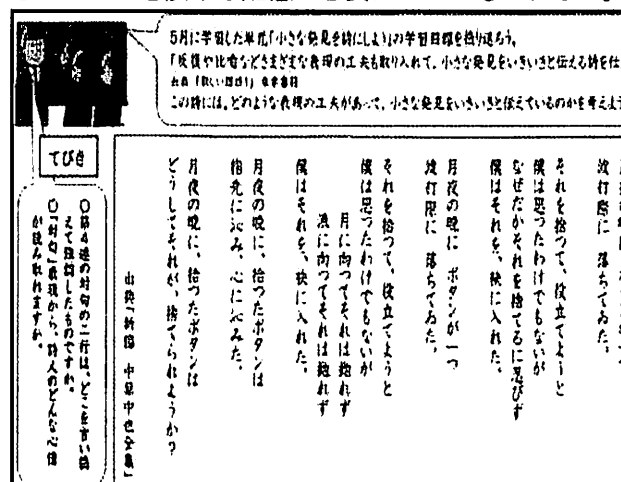 5月に学習した単元「小さな発見を詩にしよう」の学習目標を振り返ろう。
「反復や比喩などさまざまな表現の工夫も取り入れて、小さな発見をいきいきと伝える詩を仕
この詩には、どのような表現の工夫があって、小さな発見をいきいきと伝えているのかを考えよ
波打際に 落ちてゐた。
それを拾つて、役立てようと
僕は思つたわけでもないが
なぜだかそれを捨てるに忍びず
僕はそれを、袂に入れた。
月夜の晩に ボタンが一つ
波打際に 落ちてゐた。
それを拾つて、役立てようと
僕は思つたわけでもないが
月に向つてそれは抛れず
浪に向つてそれは抛れず
僕はそれを、袂に入れた。
月夜の晩に、拾つたボタンは
指先に沁み、心に沁みた。
月夜の晩に、拾つたボタンは
どうしてそれが、捨てられようか?
出典「新編 中原中也全集」
てびき
○第4連の対句の二行は、どこを言い換
えて強調したものですか。
○「対句」表現から、詩人のどんな心情
が読み取れますか。